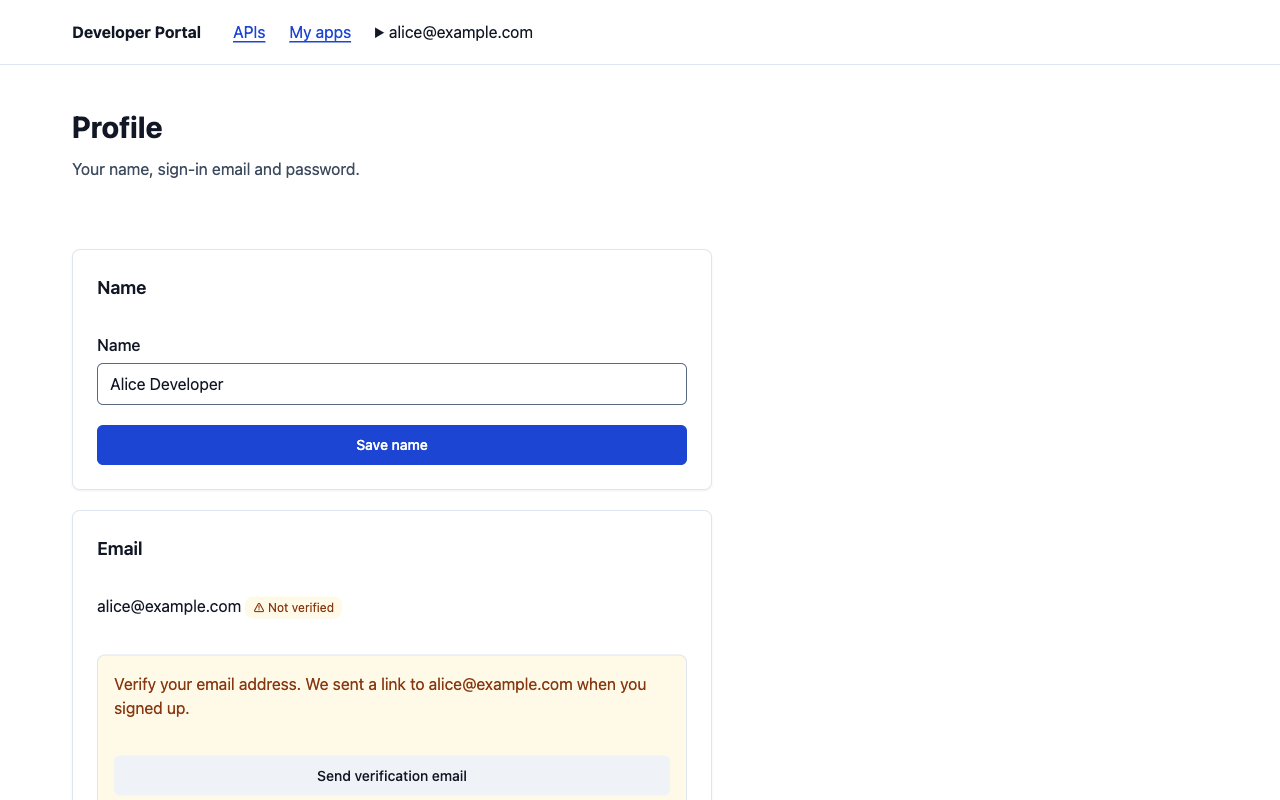 Developer Portal APIs My apps ▶ alice@example.com
Profile
Your name, sign-in email and password.
Name
Name
Alice Developer
Save name
Email
alice@example.com ⚠ Not verified
Verify your email address. We sent a link to alice@example.com when you
signed up.
Send verification email